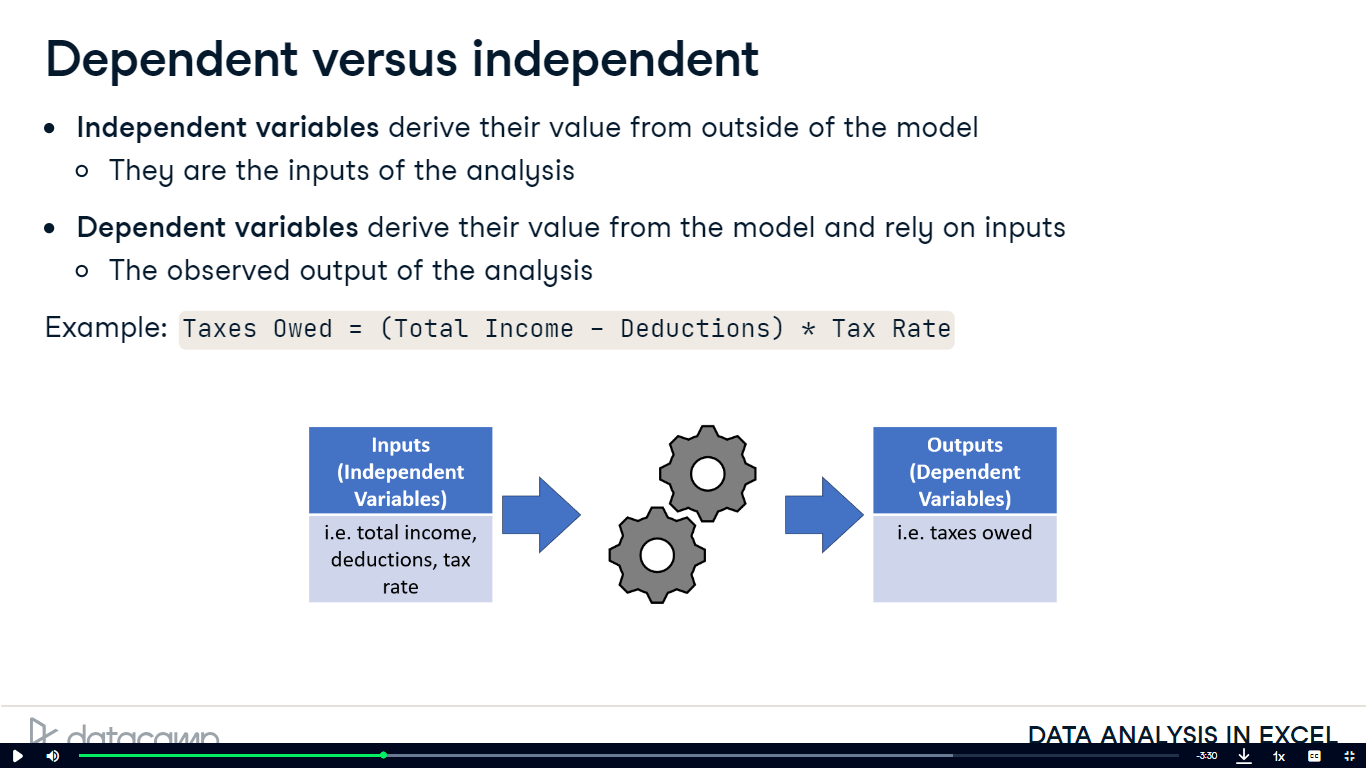 Dependent versus independent
Independent variables derive their value from outside of the model
They are the inputs of the analysis
Dependent variables derive their value from the model and rely on inputs
The observed output of the analysis
Example: Taxes Owed = (Total Income – Deductions) * Tax Rate
Inputs
(Independent
Variables)
i.e. total income,
deductions, tax
rate
Outputs
(Dependent
Variables)
i.e. taxes owed
datacamp
DATA ANALYSIS IN EXCEL
-3:30
1x
CC